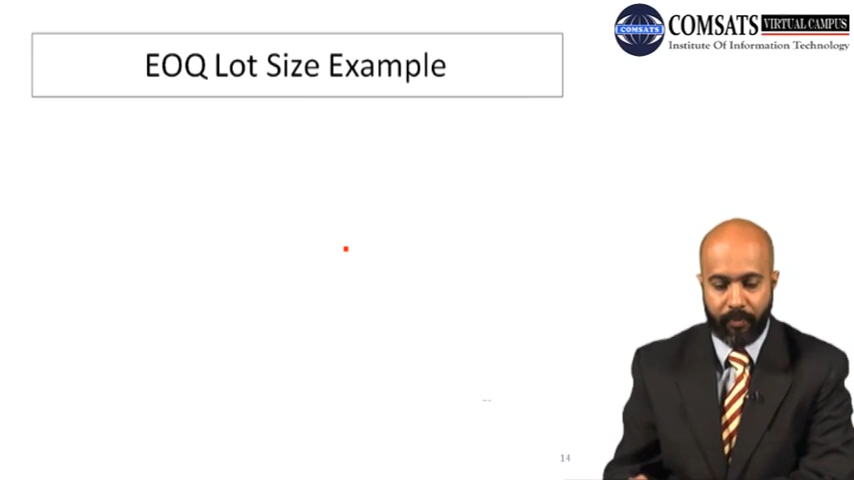 EOQ Lot Size Example
COMSATS VIRTUAL CAMPUS
Institute Of Information Technology
COMSATS
14